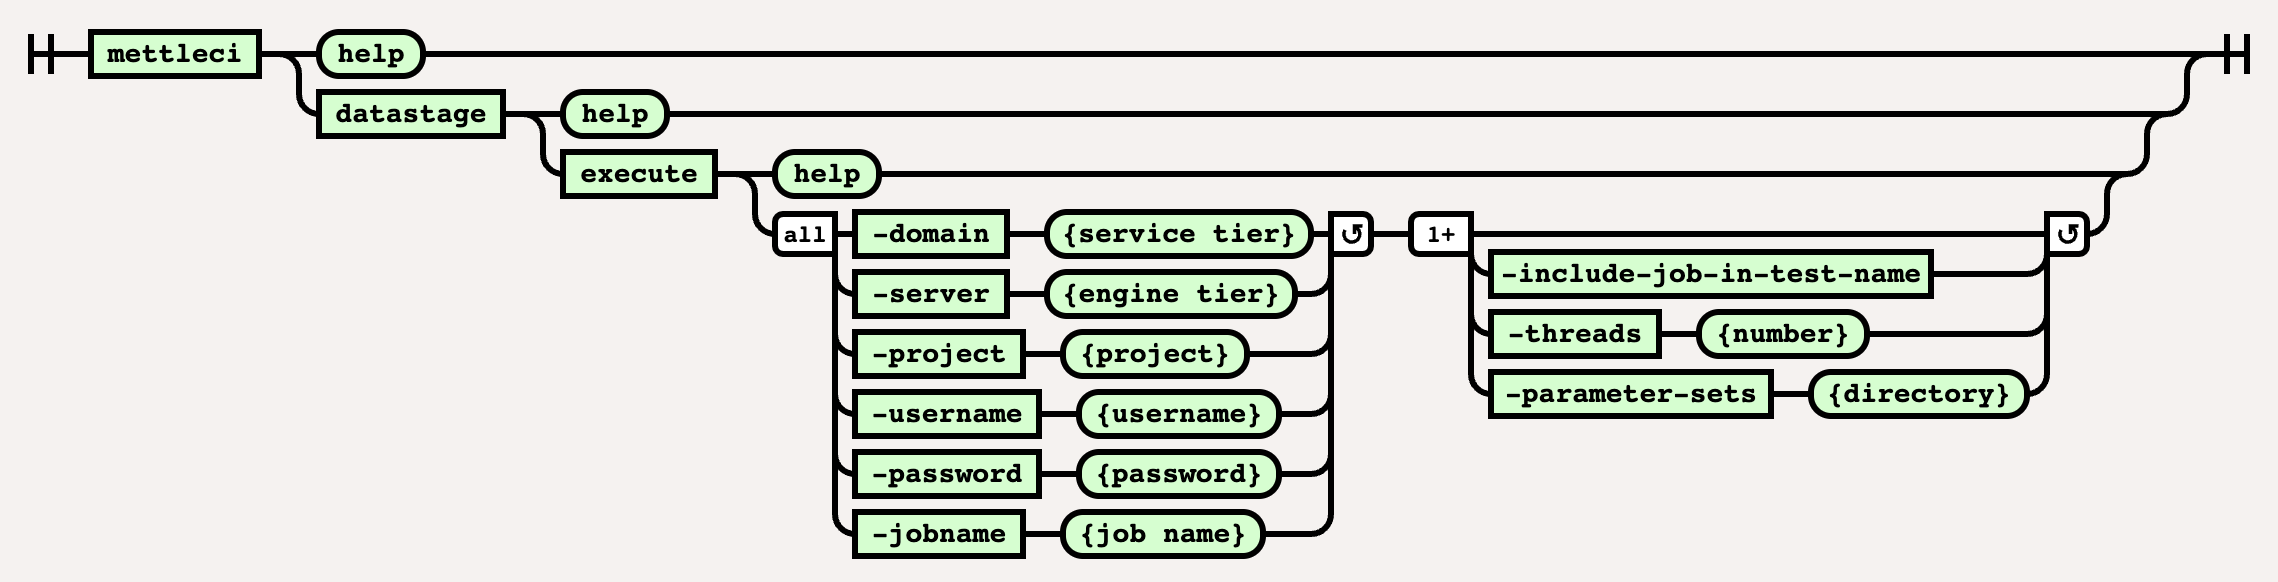 mettleci help
datastage help
execute help
all -domain {service tier} ↺ 1+ ↺
-include-job-in-test-name
-server {engine tier}
-threads {number}
-project {project}
-parameter-sets {directory}
-username {username}
-password {password}
-jobname {job name}